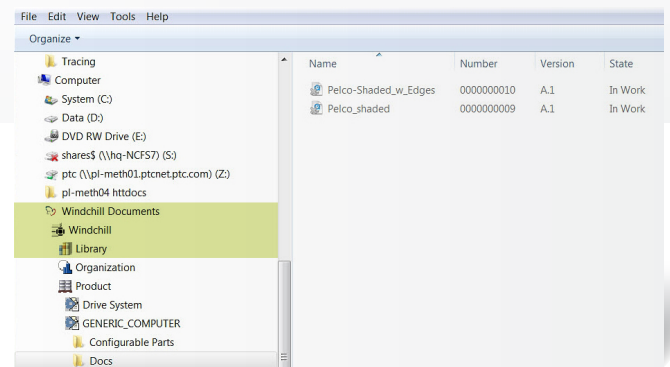 File Edit View Tools Help
Organize
Tracing
Computer
System (C:)
Data (D:)
DVD RW Drive (E:)
shares$ (\\hq-NCFS7) (S:)
ptc (\\pl-meth01.ptcnet.ptc.com) (Z:)
pl-meth04 httdocs
Windchill Documents
Windchill
Library
Organization
Product
Drive System
GENERIC_COMPUTER
Configurable Parts
Docs
Name Number Version State
Pelco-Shaded_w_Edges 0000000010 A.1 In Work
Pelco_shaded 0000000009 A.1 In Work